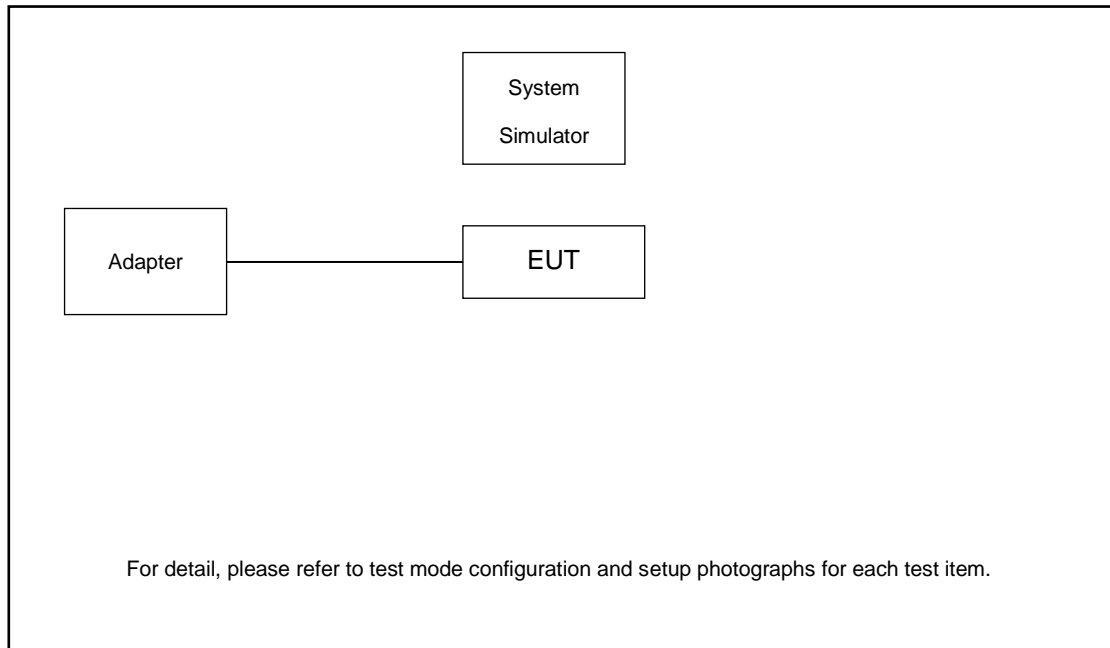 System
Simulator
Adapter
EUT
For detail, please refer to test mode configuration and setup photographs for each test item.